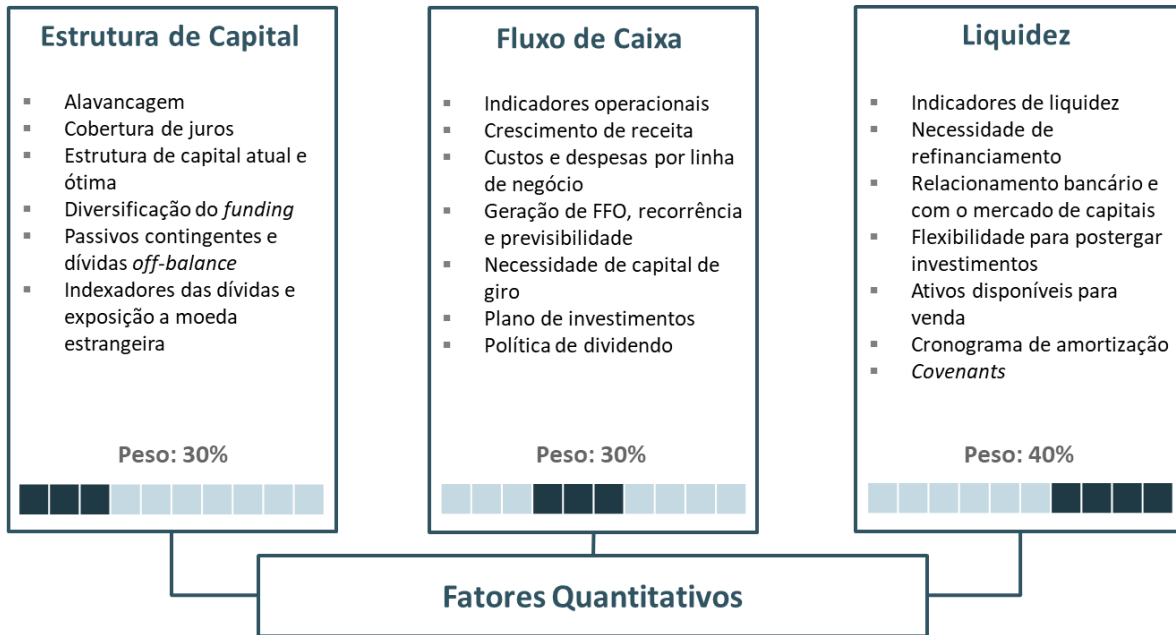 Estrutura de Capital
Alavancagem
Cobertura de juros
Estrutura de capital atual e
ótima
Diversificação do funding
Passivos contingentes e
dívidas off-balance
Indexadores das dívidas e
exposição a moeda
estrangeira
Peso: 30%
Fluxo de Caixa
Indicadores operacionais
Crescimento de receita
Custos e despesas por linha
de negócio
Geração de FFO, recorrência
e previsibilidade
Necessidade de capital de
giro
Plano de investimentos
Política de dividendo
Peso: 30%
Liquidez
Indicadores de liquidez
Necessidade de
refinanciamento
Relacionamento bancário e
com o mercado de capitais
Flexibilidade para postergar
investimentos
Ativos disponíveis para
venda
Cronograma de amortização
Covenants
Peso: 40%
Fatores Quantitativos